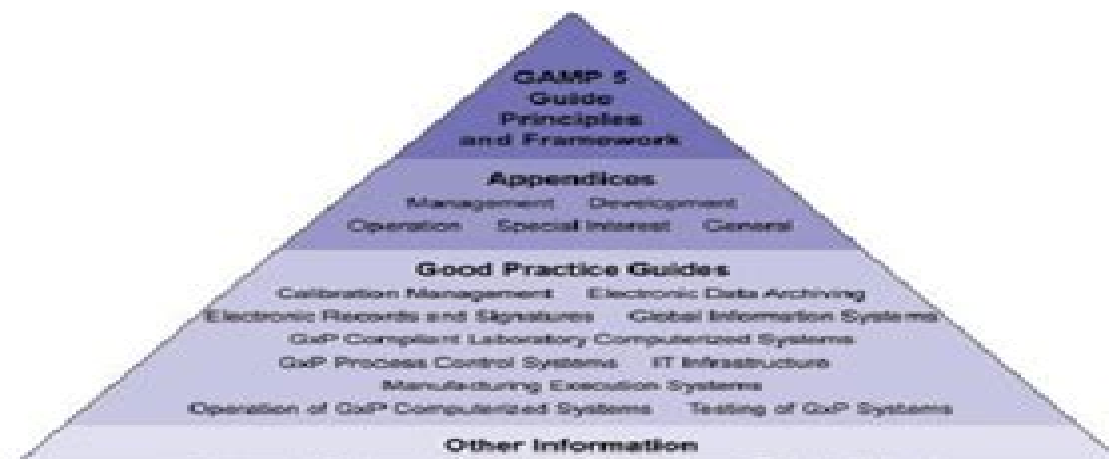 GAMP 5
Guide
Principles
and Framework
Appendices
Management Development
Operation Special Interest General
Good Practice Guides
Calibration Management Electronic Data Archiving
Electronic Records and Signatures Global Information Systems
GxP Compliant Laboratory Computerized Systems
GxP Process Control Systems IT Infrastructure
Manufacturing Execution Systems
Operation of GxP Computerized Systems Testing of GxP Systems
Other Information